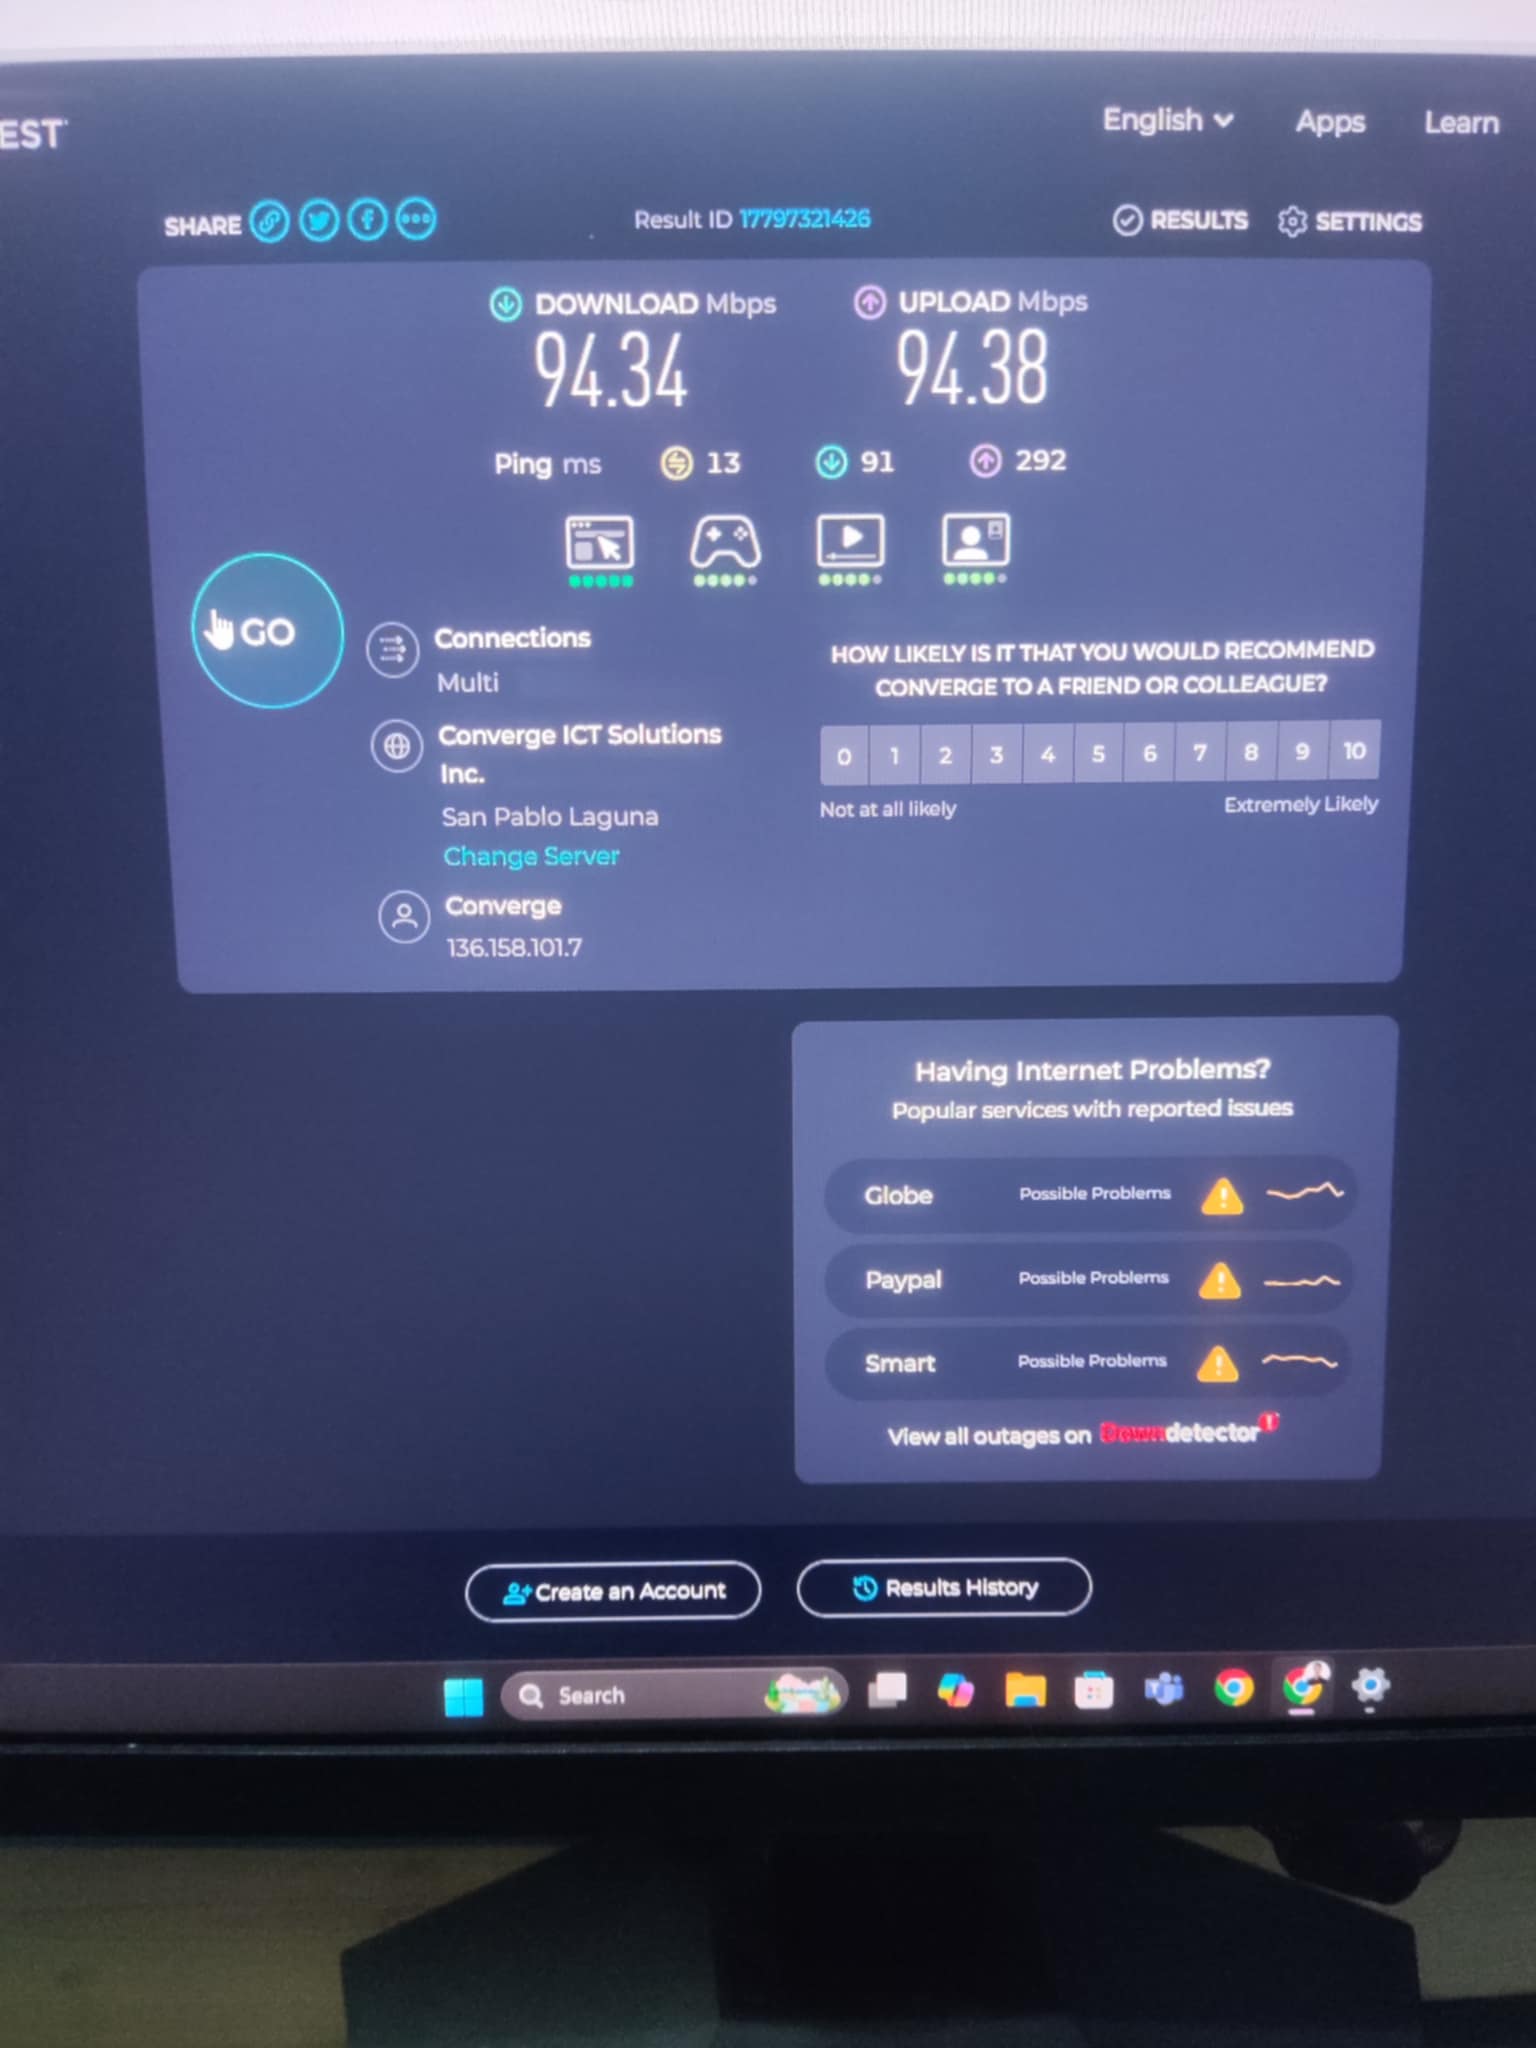 EST
English
Apps
Learn
SHARE
Result ID 17797321426
RESULTS
SETTINGS
DOWNLOAD Mbps
94.34
UPLOAD Mbps
94.38
Ping ms
13
91
292
GO
Connections
Multi
Converge ICT Solutions
Inc.
San Pablo Laguna
Change Server
Converge
136.158.101.7
HOW LIKELY IS IT THAT YOU WOULD RECOMMEND
CONVERGE TO A FRIEND OR COLLEAGUE?
0 1 2 3 4 5 6 7 8 9 10
Not at all likely
Extremely Likely
Having Internet Problems?
Popular services with reported issues
Globe Possible Problems
Paypal Possible Problems
Smart Possible Problems
View all outages on Downdetector
Create an Account
Results History
Search